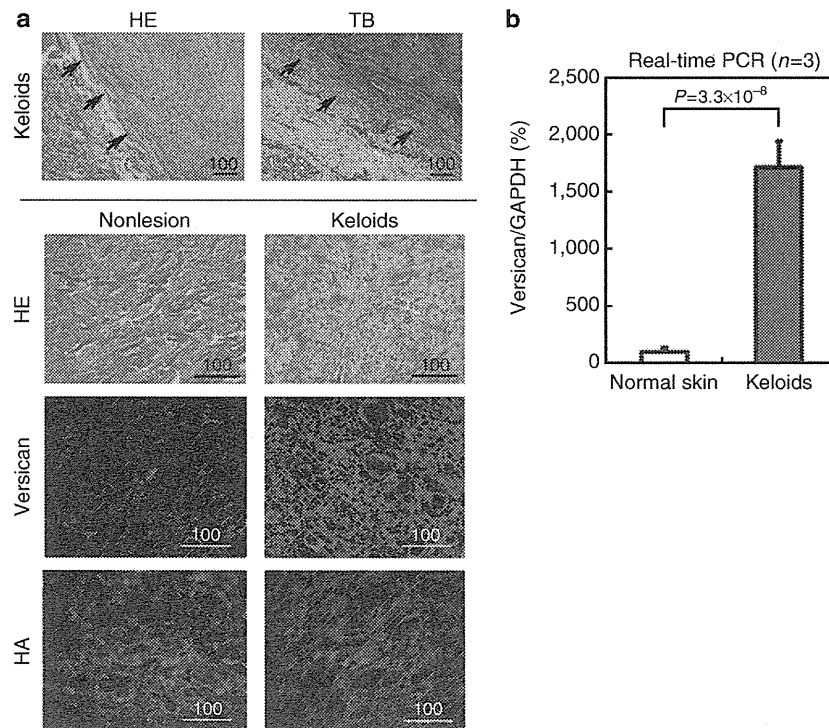 a
HE TB
Keloids
100 100
Nonlesion Keloids
HE
100 100
Versican
100 100
HA
100 100
b
Real-time PCR (n=3)
P=3.3×10⁻⁸
Versican/GAPDH (%)
2,500
2,000
1,500
1,000
500
0
Normal skin Keloids